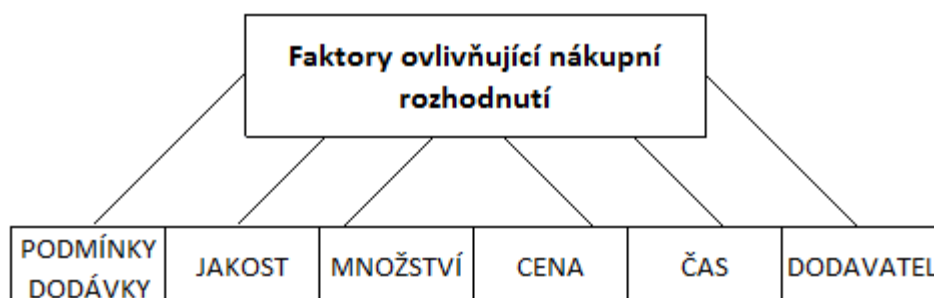 Faktory ovlivňující nákupní
rozhodnutí
PODMÍNKY
DODÁVKY
JAKOST
MNOŽSTVÍ
CENA
ČAS
DODAVATEL